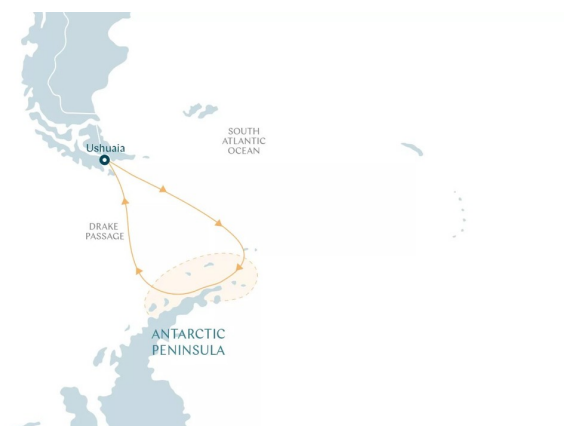 Ushuaia
SOUTH
ATLANTIC
OCEAN
DRAKE
PASSAGE
ANTARCTIC
PENINSULA